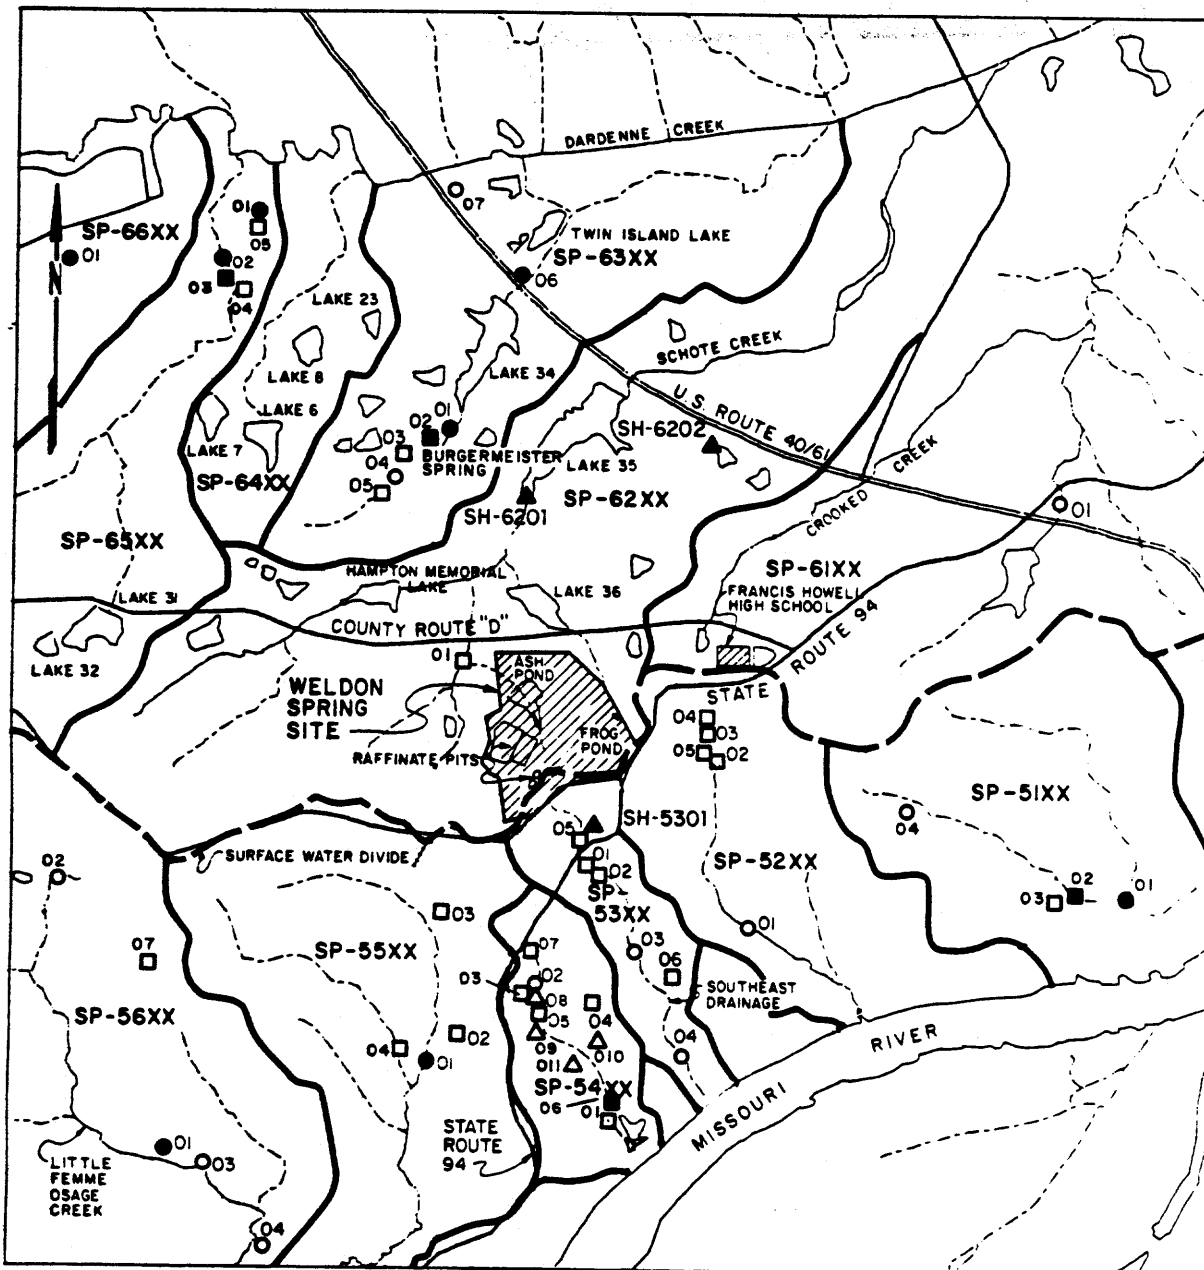 DARDENNE CREEK
07
01
SP-66XX
05
01
TWIN ISLAND LAKE
SP-63XX
02
06
N
03
04
LAKE 23
SCHOTE CREEK
LAKE 8
LAKE 34
U.S. ROUTE 40/61
LAKE 6
01
02
SH-6202
03
LAKE 7
BURGERMEISTER
SPRING
CREEK
04
LAKE 35
SP-64XX
05
SP-62XX
SH-6201
CROOKED
01
SP-65XX
HAMPTON MEMORIAL
LAKE
SP-61XX
LAKE 31
LAKE 36
FRANCIS HOWELL
HIGH SCHOOL
COUNTY ROUTE "D"
STATE ROUTE 94
LAKE 32
01
ASH
POND
WELDON
SPRING
SITE
04
03
FROG
POND
05
02
RAFFINATE PITS
SP-51XX
04
05
SH-5301
SURFACE WATER DIVIDE
02
01
02
SP-52XX
SP-
53XX
02
03
01
03
01
07
SP-55XX
07
03
06
03
02
08
SOUTHEAST
DRAINAGE
SP-56XX
05
04
02
04
09
010
04
01
011
RIVER
SP-54XX
06
01
MISSOURI
STATE
ROUTE
94
01
03
LITTLE
FEMME
OSAGE
CREEK
04